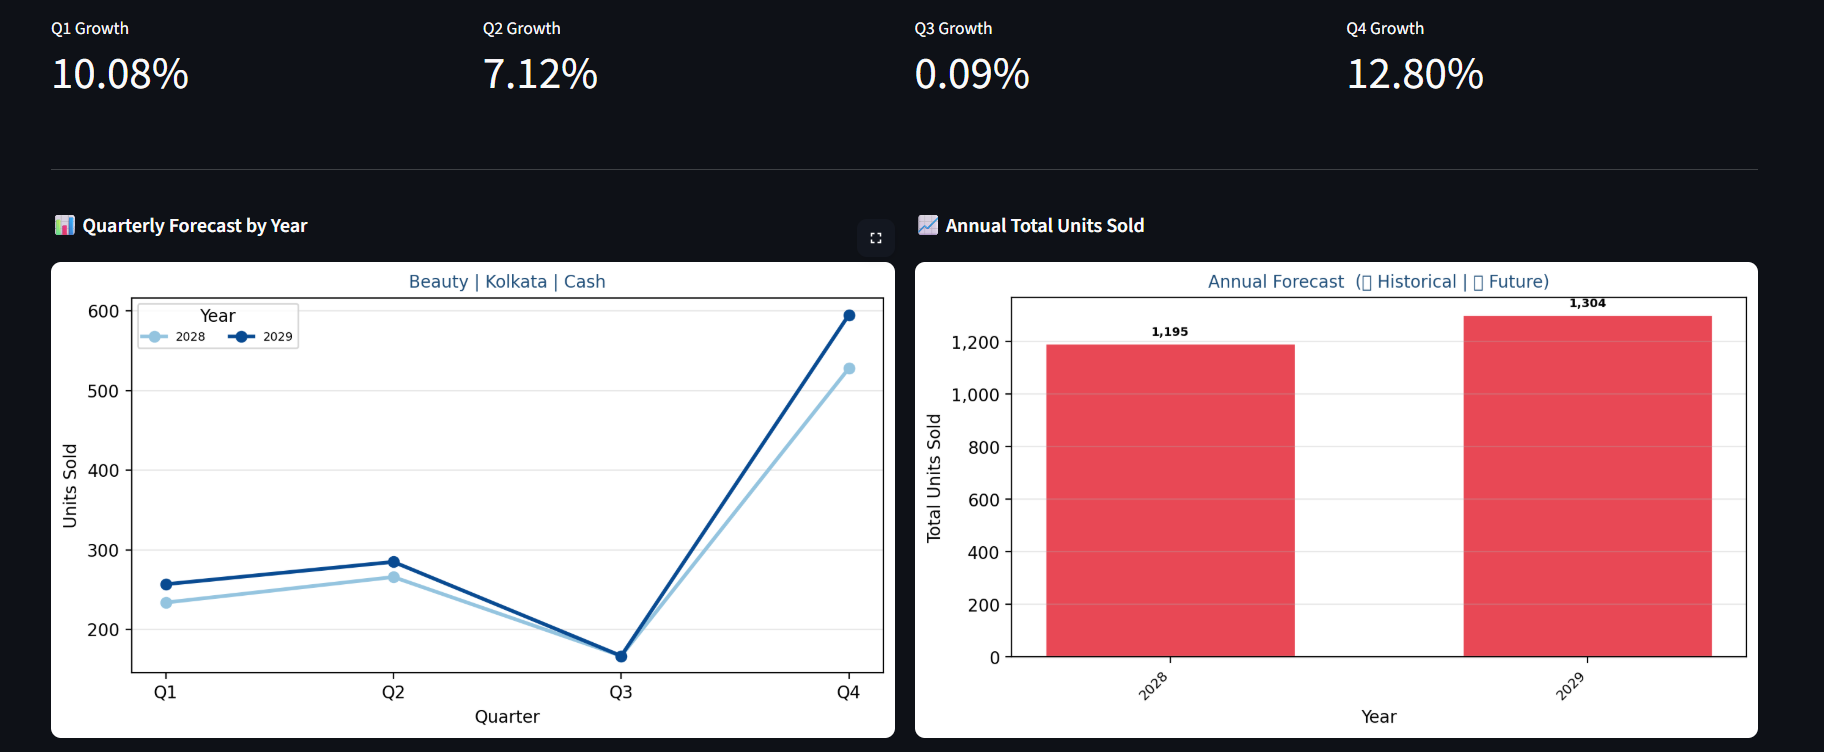 Q1 Growth
10.08%
Q2 Growth
7.12%
Q3 Growth
0.09%
Q4 Growth
12.80%
📊 Quarterly Forecast by Year
Beauty | Kolkata | Cash
Year
2028 2029
Units Sold
600
500
400
300
200
Q1 Q2 Q3 Q4
Quarter
📈 Annual Total Units Sold
Annual Forecast (▯ Historical | ▯ Future)
1,195
1,304
Total Units Sold
1,200
1,000
800
600
400
200
0
2028 2029
Year